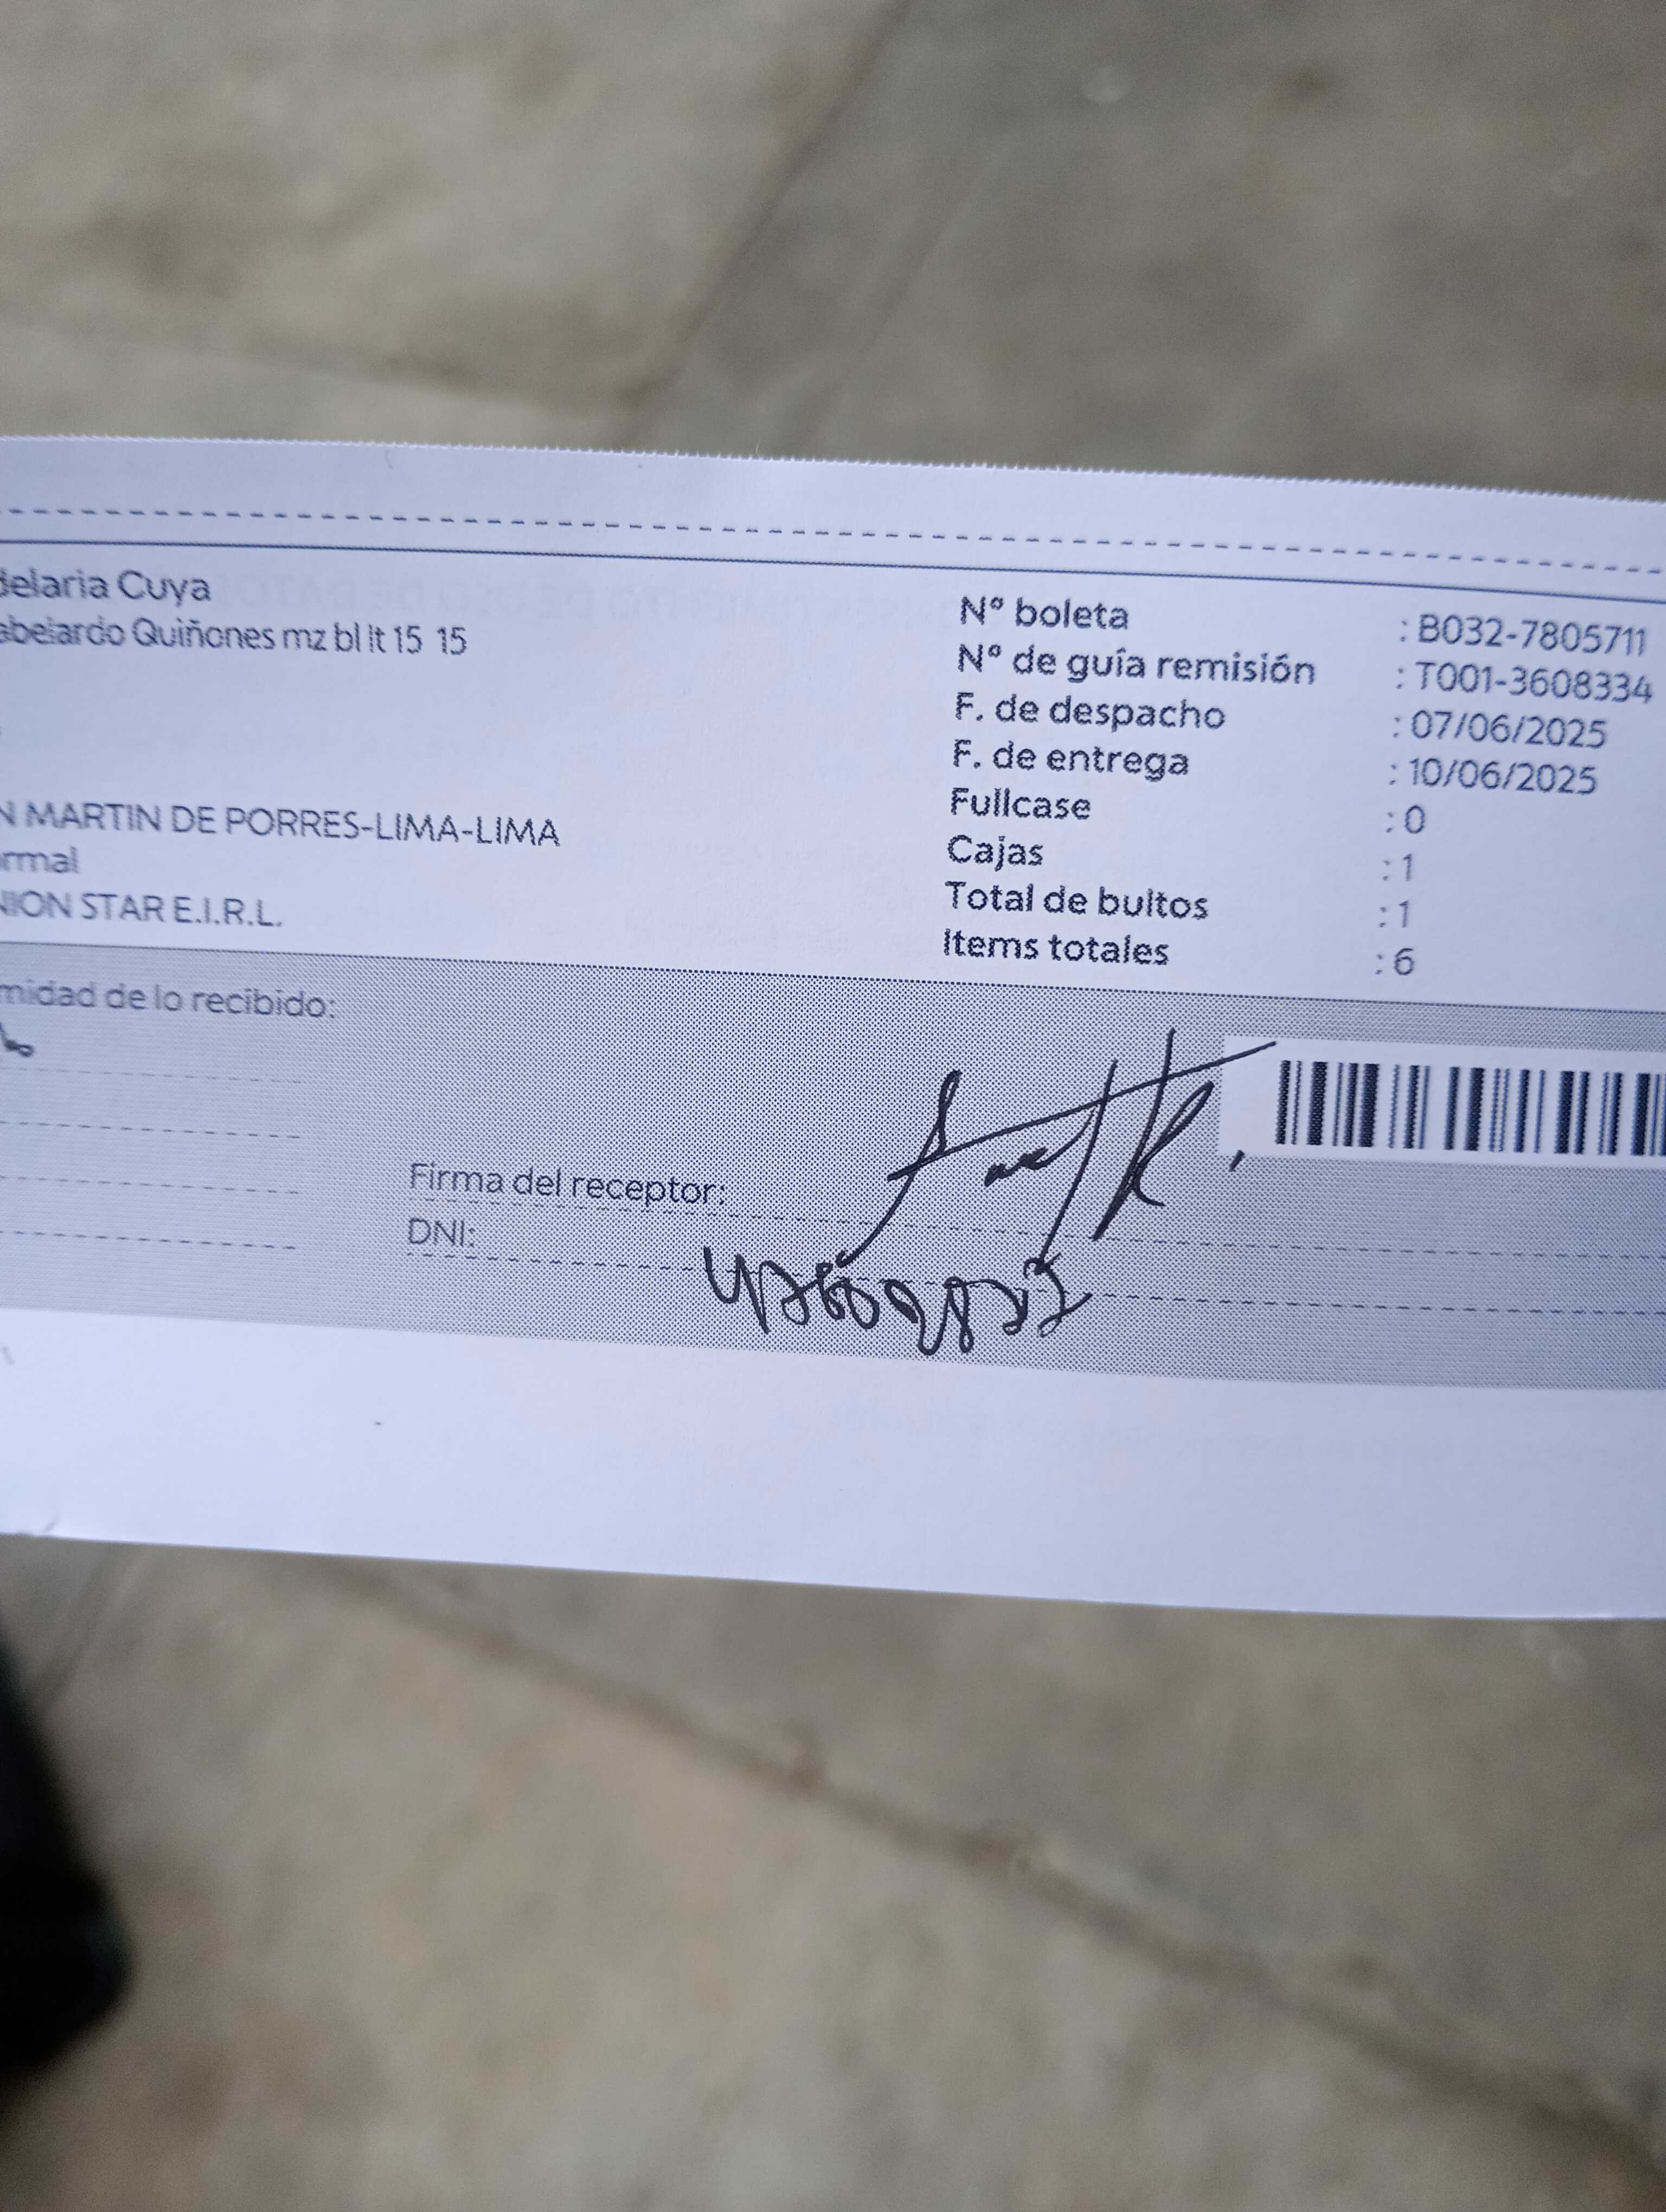 delaria Cuya
abelardo Quiñones mz bl lt 15 15
N MARTIN DE PORRES-LIMA-LIMA
ormal
NION STAR E.I.R.L.
Nº boleta : B032-7805711
Nº de guía remisión : T001-3608334
F. de despacho : 07/06/2025
F. de entrega : 10/06/2025
Fullcase : 0
Cajas : 1
Total de bultos : 1
Items totales : 6
midad de lo recibido:
Firma del receptor:
DNI: